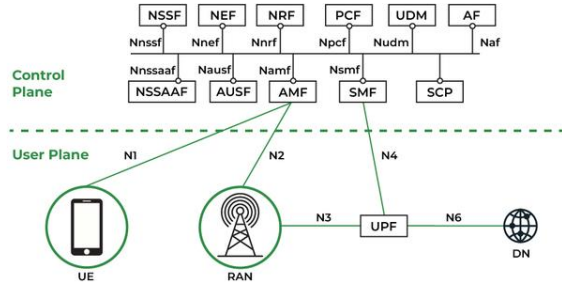 NSSF NEF NRF PCF UDM AF
Nnssf Nnef Nnrf Npcf Nudm Naf
Nnssaaf Nausf Namf Nsmf
Control
Plane
NSSAAF AUSF AMF SMF SCP
User Plane
N1 N2 N4
N3 UPF N6
UE RAN DN